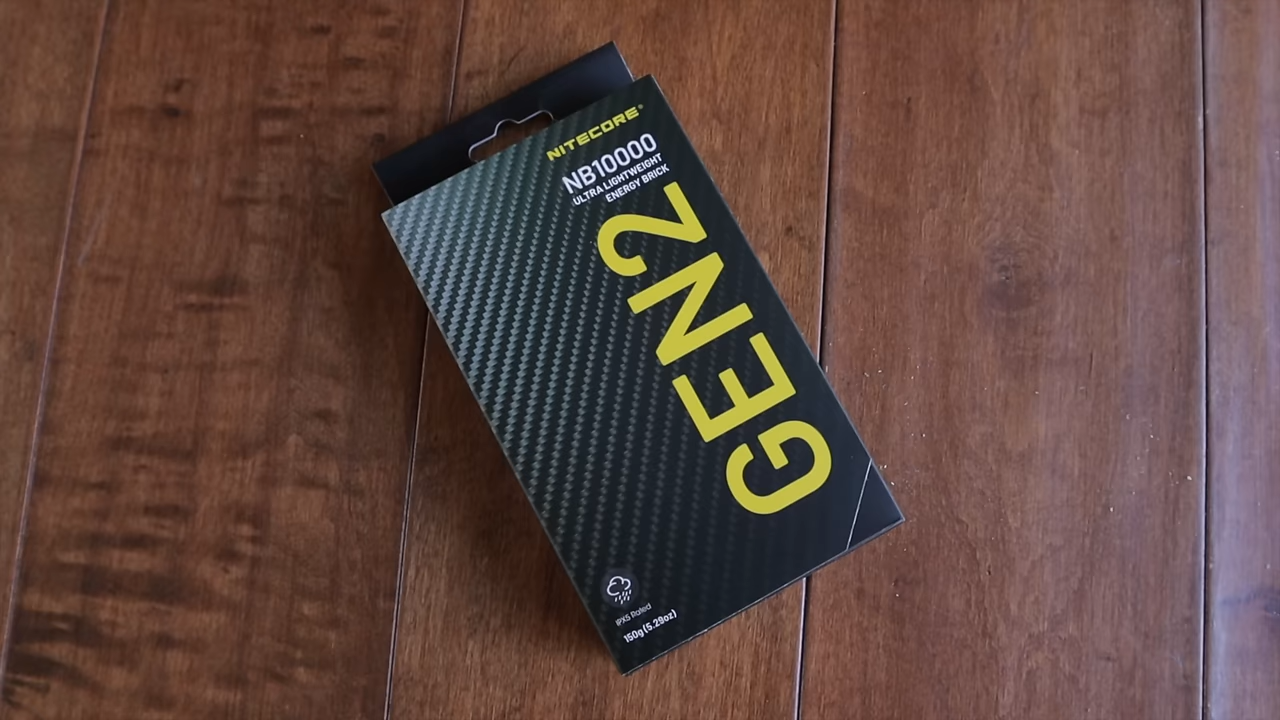 NITECORE®
NB10000
ULTRA LIGHTWEIGHT
ENERGY BRICK
GEN2
IPX5 Rated
150g (5.29oz)